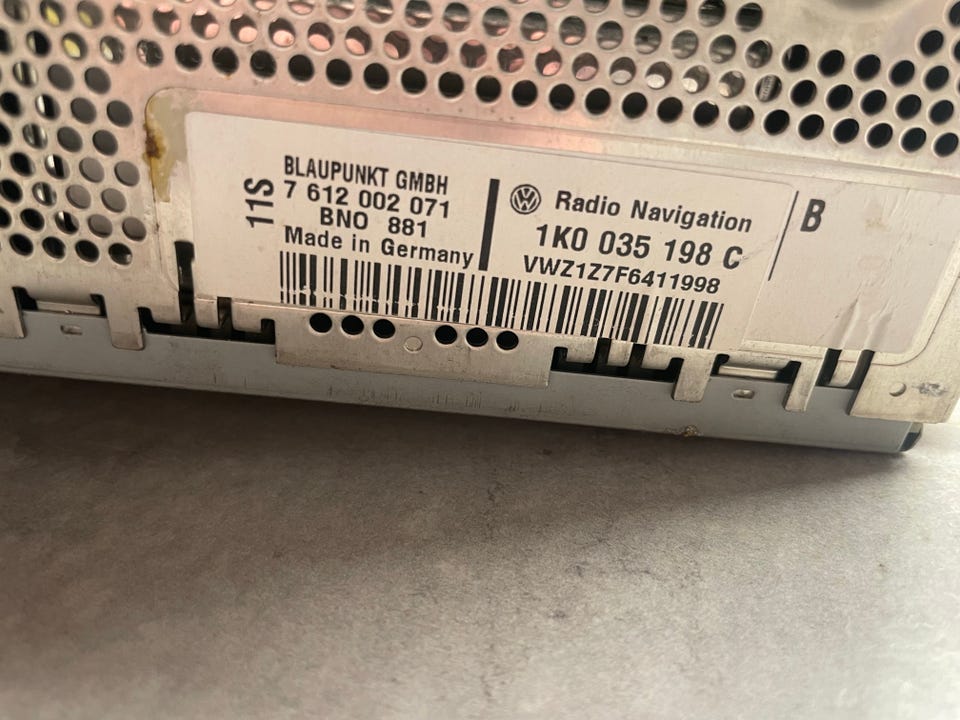 11S
BLAUPUNKT GMBH
7 612 002 071
BNO 881
Made in Germany
Radio Navigation
1K0 035 198 C
VWZ1Z7F6411998
B